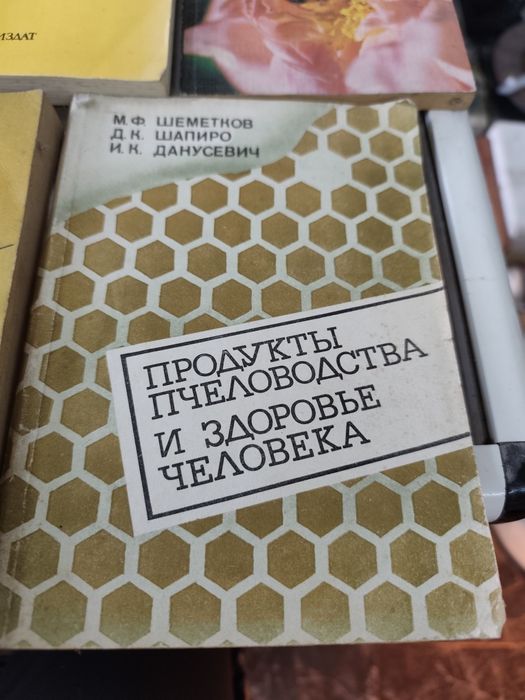 ИЗДАТ
М.Ф. ШЕМЕТКОВ
Д.К. ШАПИРО
И.К. ДАНУСЕВИЧ
ПРОДУКТЫ
ПЧЕЛОВОДСТВА
И ЗДОРОВЬЕ
ЧЕЛОВЕКА